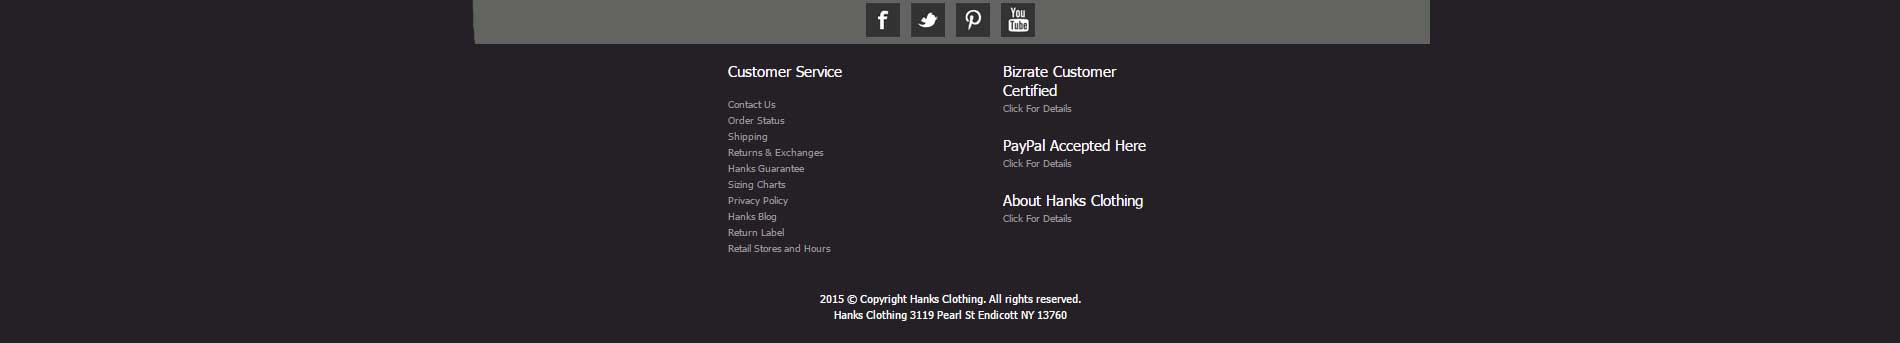 You
Tube
Customer Service
Contact Us
Order Status
Shipping
Returns & Exchanges
Hanks Guarantee
Sizing Charts
Privacy Policy
Hanks Blog
Return Label
Retail Stores and Hours
Bizrate Customer
Certified
Click For Details
PayPal Accepted Here
Click For Details
About Hanks Clothing
Click For Details
2015 © Copyright Hanks Clothing. All rights reserved.
Hanks Clothing 3119 Pearl St Endicott NY 13760